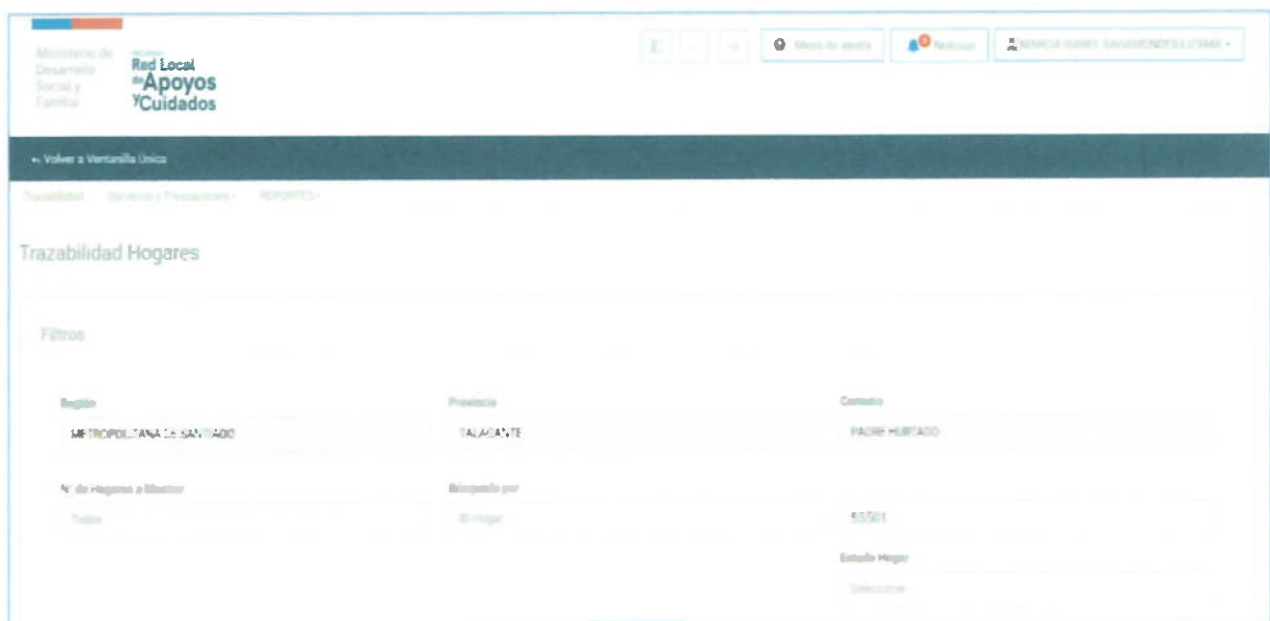 Ministerio de
Desarrollo
Social y
Familia
Red Local
de Apoyos
y Cuidados
Mesa de ayuda
0 Noticias
← Volver a Ventanilla Única
Trazabilidad Servicios y Prestaciones REPORTES
Trazabilidad Hogares
Filtros
Región Provincia Comuna
METROPOLITANA DE SANTIAGO TALAGANTE PADRE HURTADO
N° de Hogares a Mostrar Búsqueda por
Todos ID Hogar 55501
Estado Hogar
Seleccione